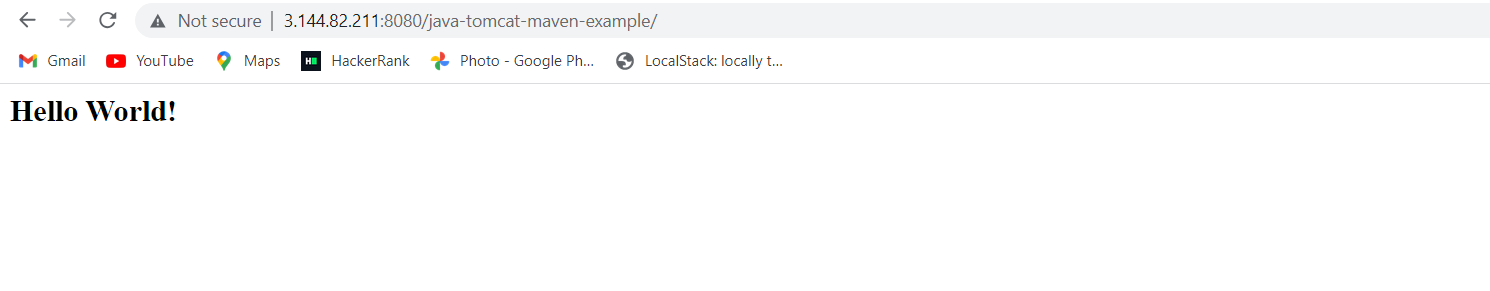 Not secure | 3.144.82.211:8080/java-tomcat-maven-example/
Gmail YouTube Maps HackerRank Photo - Google Ph... LocalStack: locally t...
Hello World!